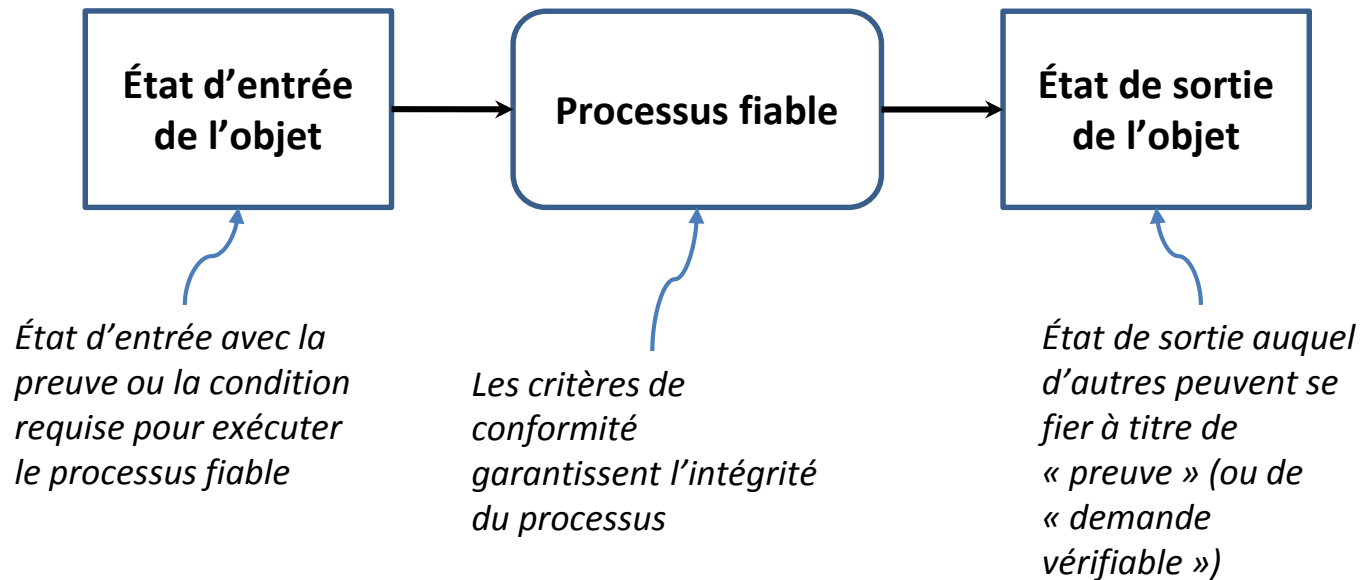 État d’entrée
de l’objet
Processus fiable
État de sortie
de l’objet
État d’entrée avec la
preuve ou la condition
requise pour exécuter
le processus fiable
Les critères de
conformité
garantissent l’intégrité
du processus
État de sortie auquel
d’autres peuvent se
fier à titre de
« preuve » (ou de
« demande
vérifiable »)